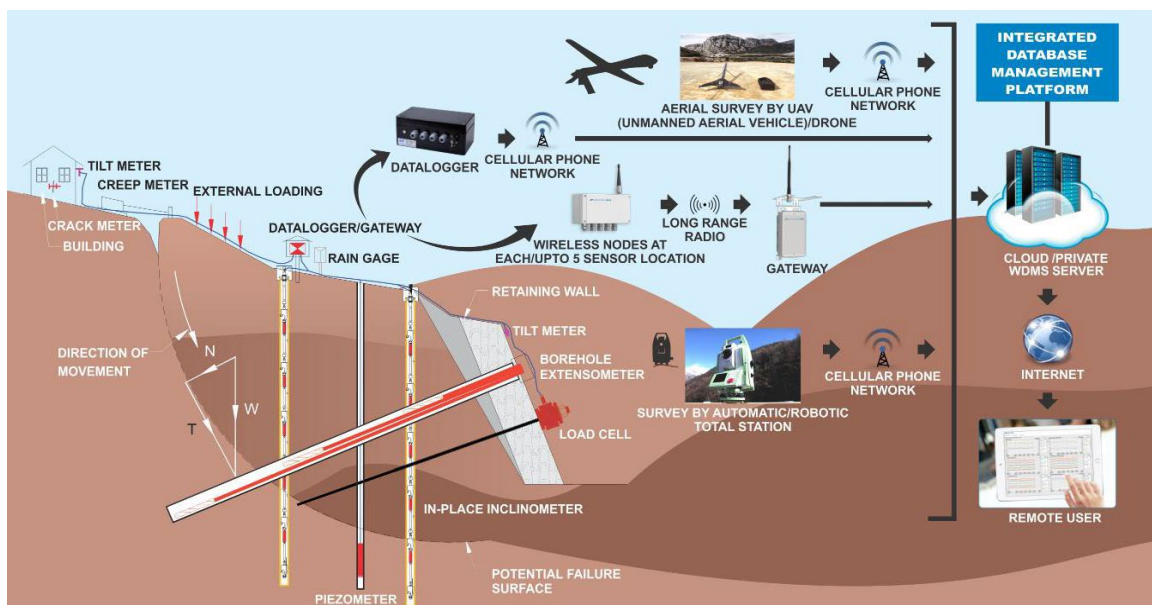 INTEGRATED
DATABASE
MANAGEMENT
PLATFORM
CELLULAR PHONE
NETWORK
AERIAL SURVEY BY UAV
(UNMANNED AERIAL VEHICLE)/DRONE
DATALOGGER
CELLULAR PHONE
NETWORK
TILT METER
CREEP METER
EXTERNAL LOADING
CRACK METER
BUILDING
DATALOGGER/GATEWAY
RAIN GAGE
WIRELESS NODES AT
EACH/UPTO 5 SENSOR LOCATION
LONG RANGE
RADIO
GATEWAY
CLOUD /PRIVATE
WDMS SERVER
RETAINING WALL
TILT METER
DIRECTION OF
MOVEMENT
N
W
T
BOREHOLE
EXTENSOMETER
LOAD CELL
SURVEY BY AUTOMATIC/ROBOTIC
TOTAL STATION
CELLULAR PHONE
NETWORK
INTERNET
REMOTE USER
IN-PLACE INCLINOMETER
POTENTIAL FAILURE
SURFACE
PIEZOMETER